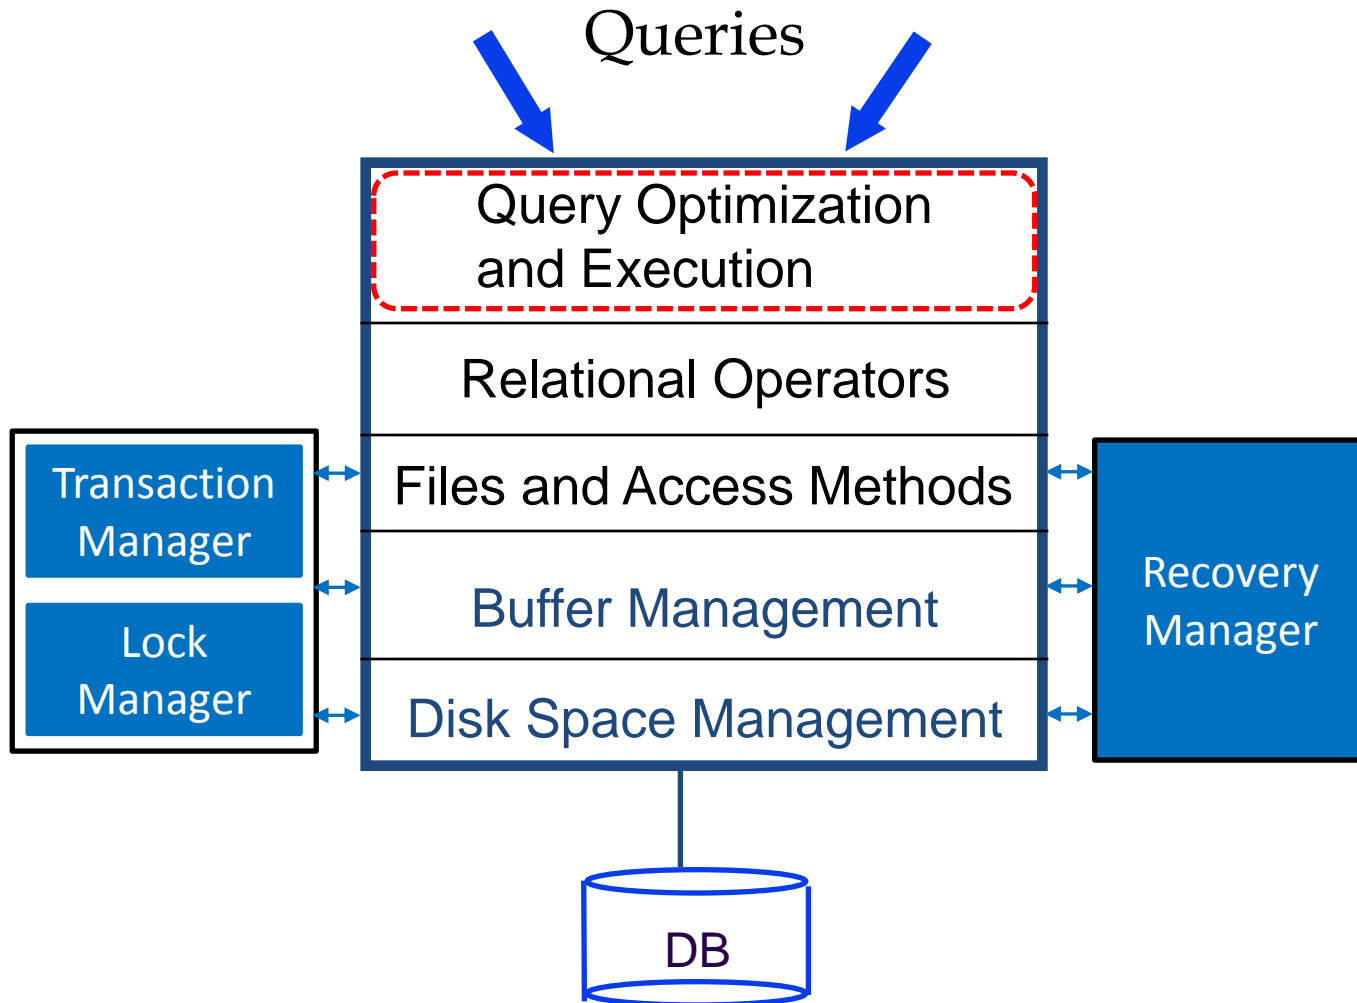 Queries
Query Optimization
and Execution
Relational Operators
Files and Access Methods
Buffer Management
Disk Space Management
Transaction
Manager
Lock
Manager
Recovery
Manager
DB